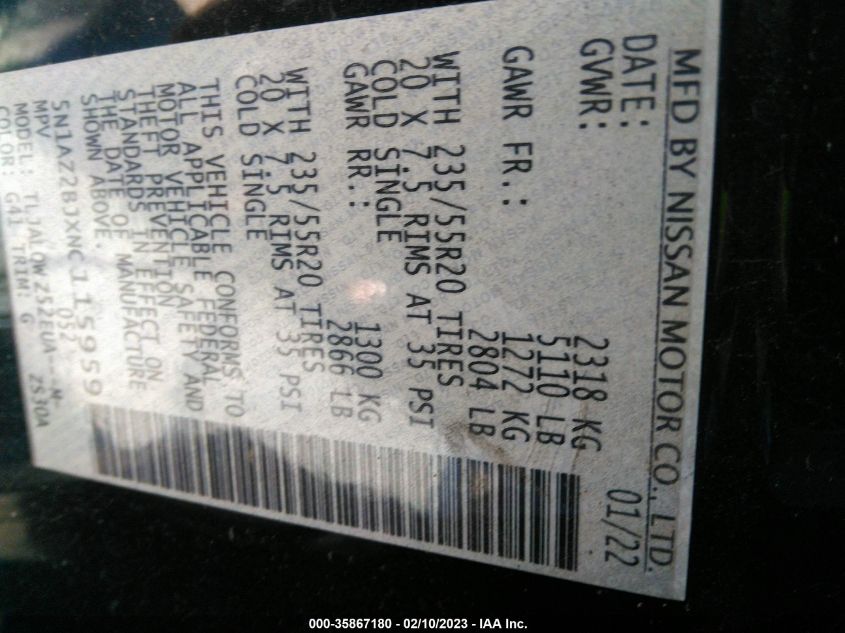 MFD BY NISSAN MOTOR CO., LTD.
DATE: 01/22
GVWR: 2318 KG
5110 LB
GAWR FR.: 1272 KG
2804 LB
WITH 235/55R20 TIRES
20 X 7.5 RIMS AT 35 PSI
COLD SINGLE
GAWR RR.: 1300 KG
2866 LB
WITH 235/55R20 TIRES
20 X 7.5 RIMS AT 35 PSI
COLD SINGLE
THIS VEHICLE CONFORMS TO
ALL APPLICABLE FEDERAL
MOTOR VEHICLE SAFETY AND
THEFT PREVENTION
STANDARDS IN EFFECT ON
THE DATE OF MANUFACTURE
SHOWN ABOVE.
5N1AZ2BJXNC115959
MPV 052
MODEL: TLJALQWZ52EUA---M-
COLOR: G41 TRIM: G ZS30A
000-35867180 - 02/10/2023 - IAA Inc.